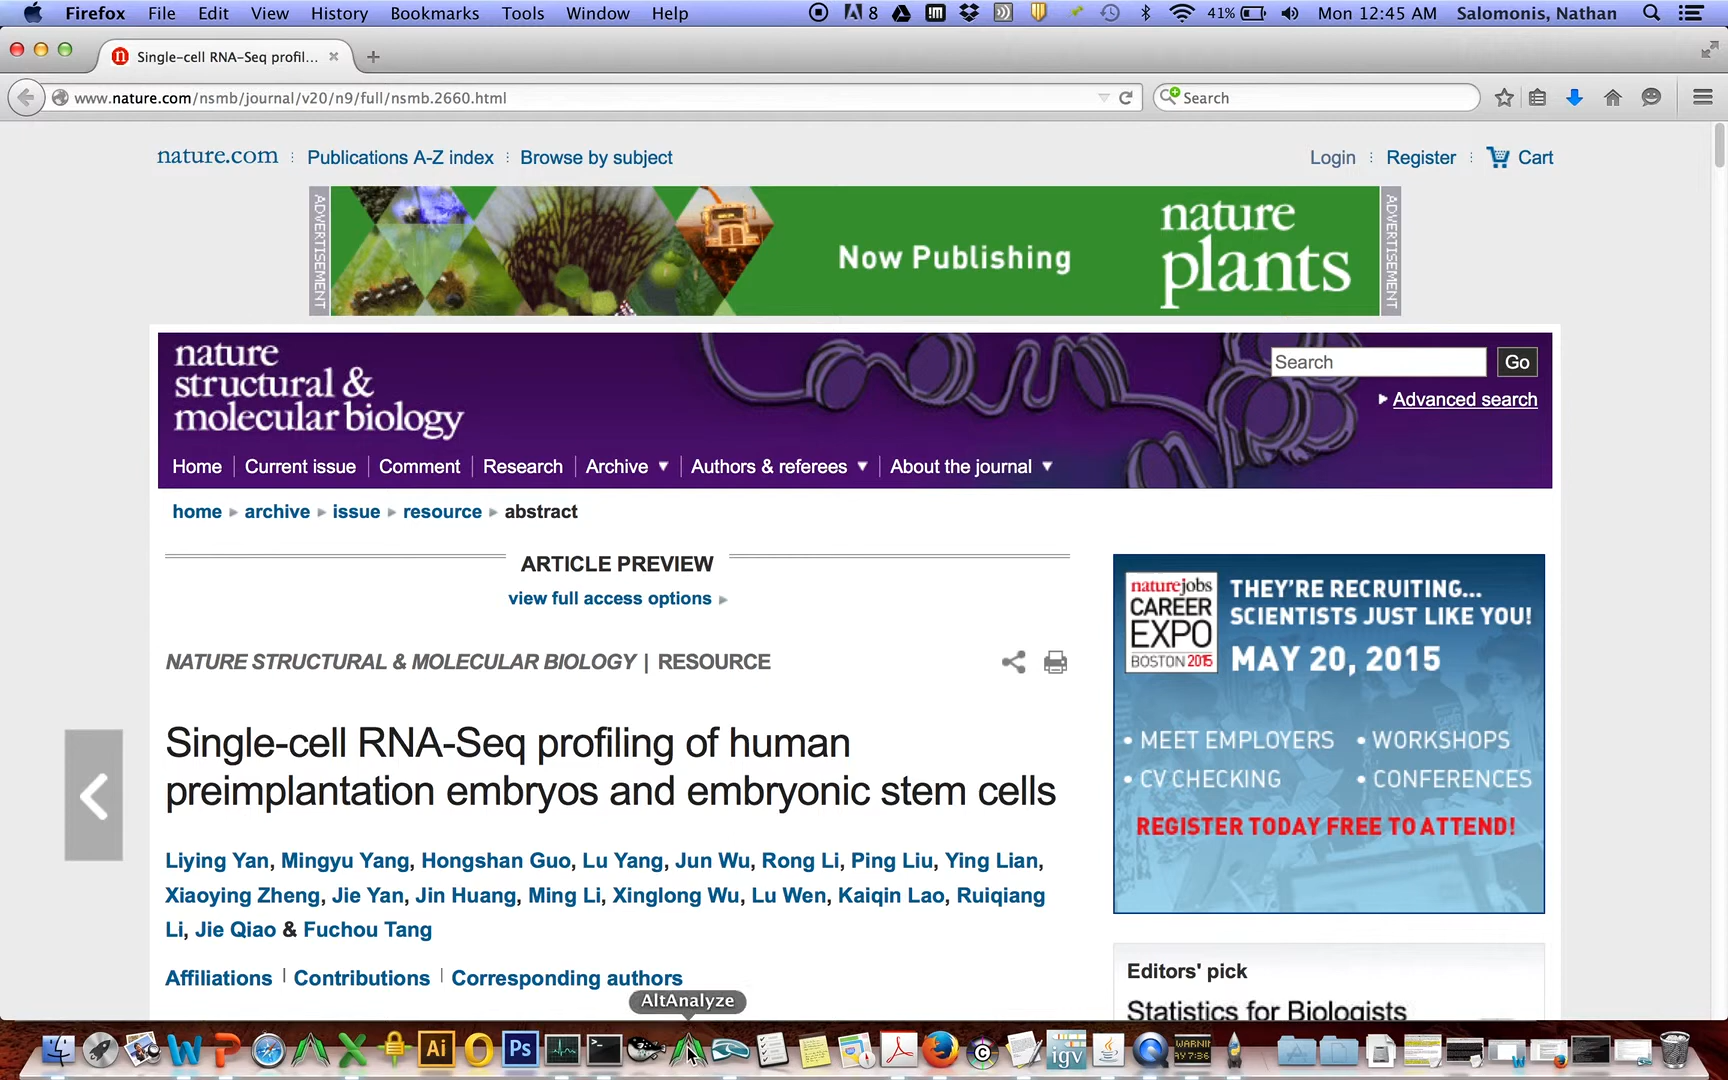 Firefox File Edit View History Bookmarks Tools Window Help 8 41% Mon 12:45 AM Salomonis, Nathan
Single-cell RNA-Seq profil...
www.nature.com/nsmb/journal/v20/n9/full/nsmb.2660.html Search
nature.com Publications A-Z index Browse by subject Login Register Cart
ADVERTISEMENT
Now Publishing
nature
plants
ADVERTISEMENT
nature
structural &
molecular biology
Search Go
Advanced search
Home Current issue Comment Research Archive Authors & referees About the journal
home archive issue resource abstract
ARTICLE PREVIEW
view full access options
NATURE STRUCTURAL & MOLECULAR BIOLOGY | RESOURCE
Single-cell RNA-Seq profiling of human
preimplantation embryos and embryonic stem cells
Liying Yan, Mingyu Yang, Hongshan Guo, Lu Yang, Jun Wu, Rong Li, Ping Liu, Ying Lian,
Xiaoying Zheng, Jie Yan, Jin Huang, Ming Li, Xinglong Wu, Lu Wen, Kaiqin Lao, Ruiqiang
Li, Jie Qiao & Fuchou Tang
Affiliations Contributions Corresponding authors
naturejobs
CAREER
EXPO
BOSTON 2015
THEY'RE RECRUITING...
SCIENTISTS JUST LIKE YOU!
MAY 20, 2015
• MEET EMPLOYERS • WORKSHOPS
• CV CHECKING • CONFERENCES
REGISTER TODAY FREE TO ATTEND!
Editors' pick
Statistics for Biologists
AltAnalyze
Ai
Ps
igv